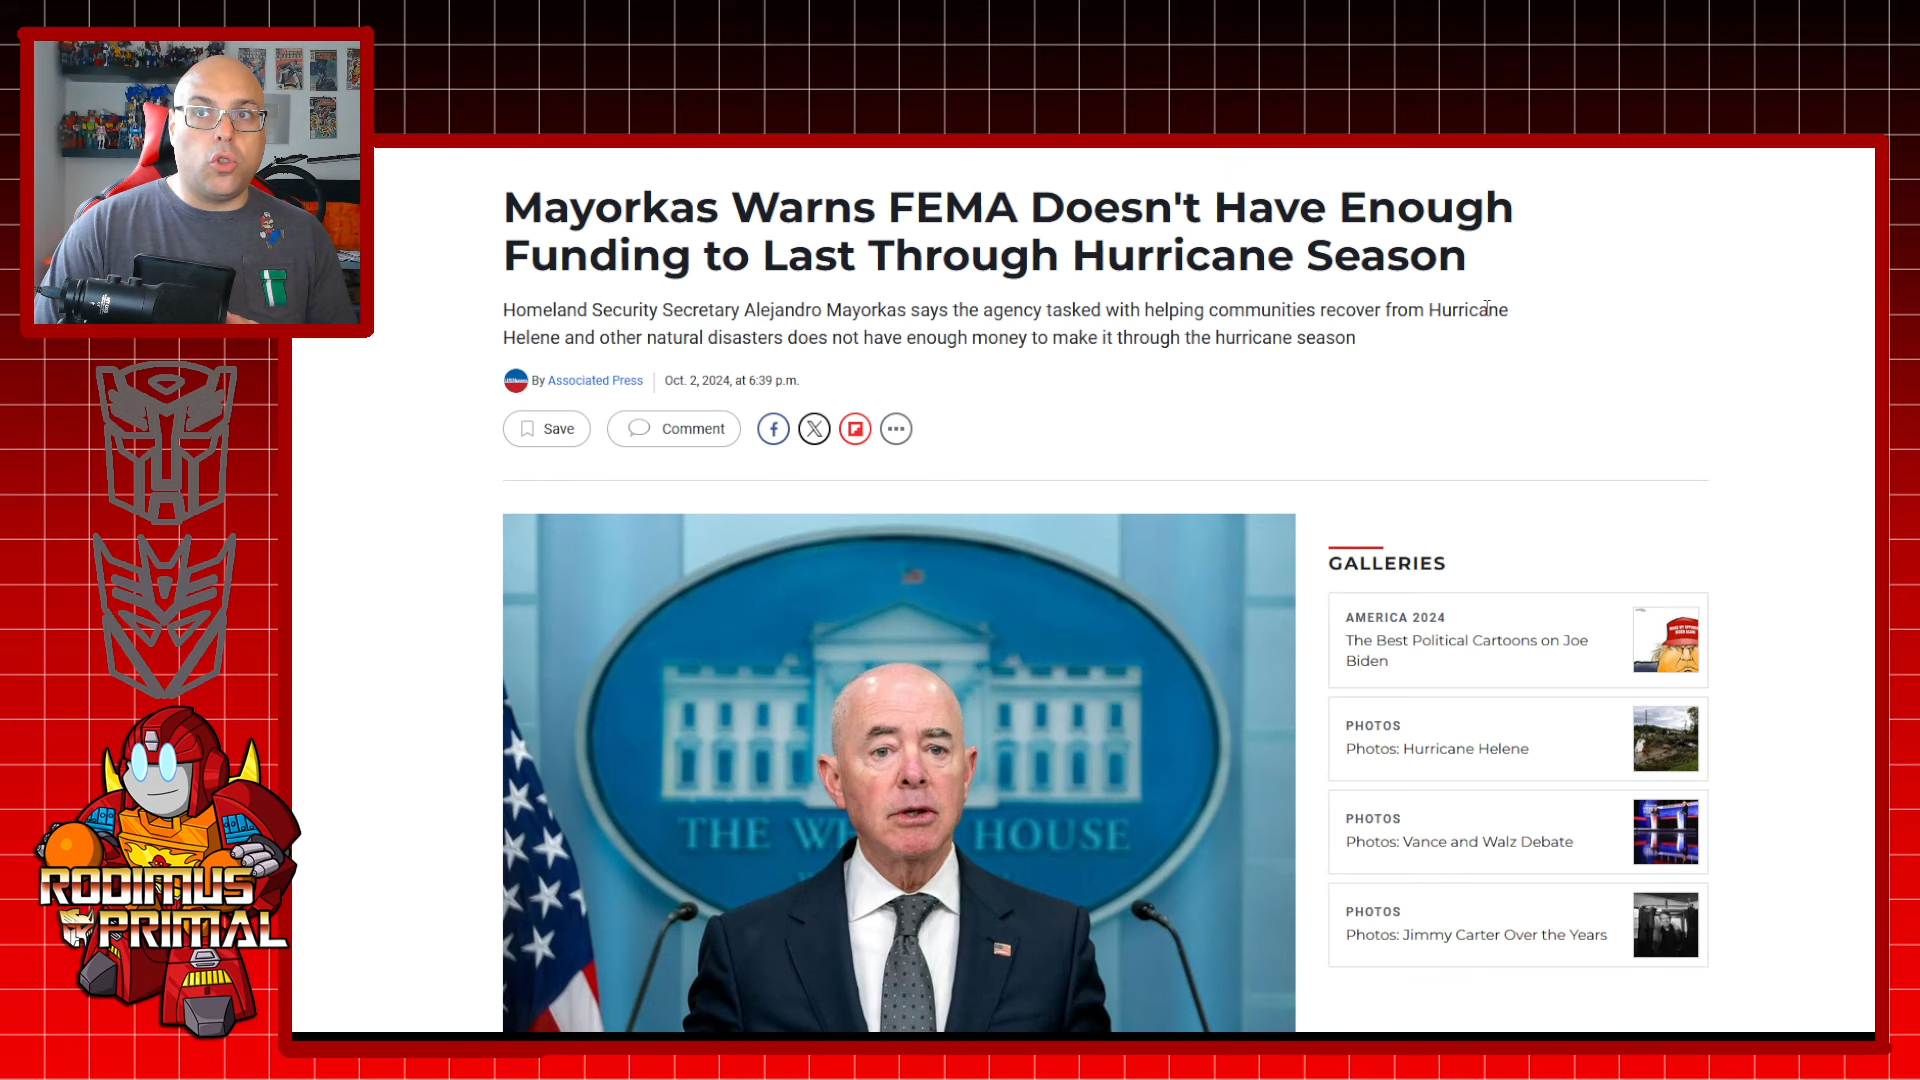 Mayorkas Warns FEMA Doesn't Have Enough
Funding to Last Through Hurricane Season
Homeland Security Secretary Alejandro Mayorkas says the agency tasked with helping communities recover from Hurricane
Helene and other natural disasters does not have enough money to make it through the hurricane season
By Associated Press
Oct. 2, 2024, at 6:39 p.m.
Save
Comment
GALLERIES
AMERICA 2024
The Best Political Cartoons on Joe
Biden
PHOTOS
Photos: Hurricane Helene
PHOTOS
Photos: Vance and Walz Debate
PHOTOS
Photos: Jimmy Carter Over the Years
THE WH HOUSE
RODIMUS
PRIMAL